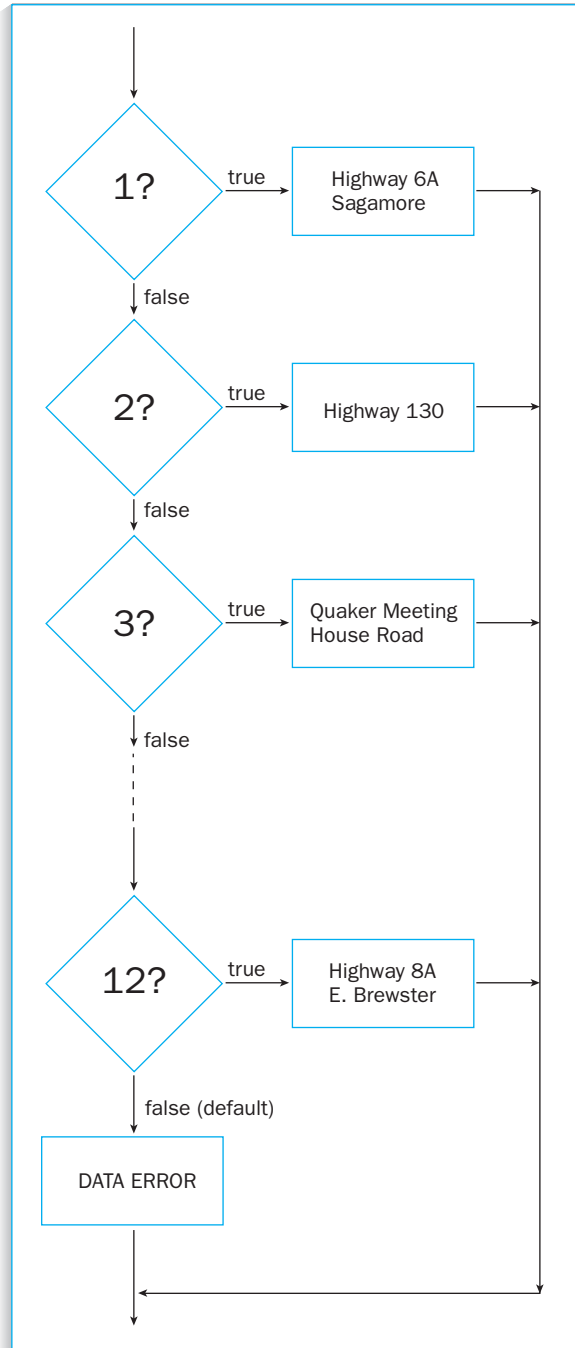 1?
true
Highway 6A
Sagamore
false
2?
true
Highway 130
false
3?
true
Quaker Meeting
House Road
false
12?
true
Highway 8A
E. Brewster
false (default)
DATA ERROR